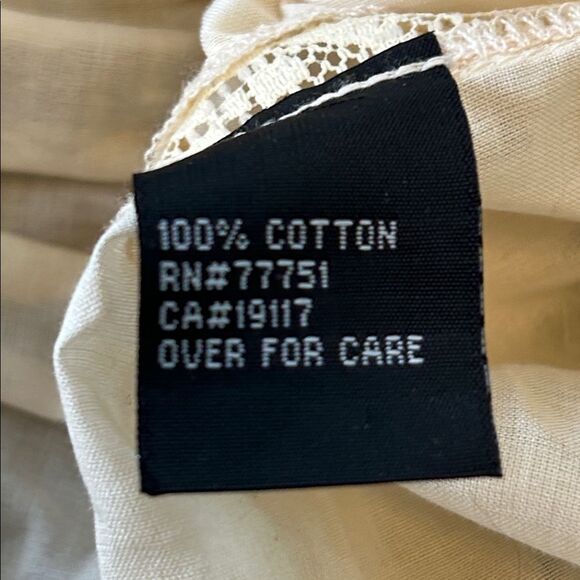 100% COTTON
RN#77751
CA#19117
OVER FOR CARE